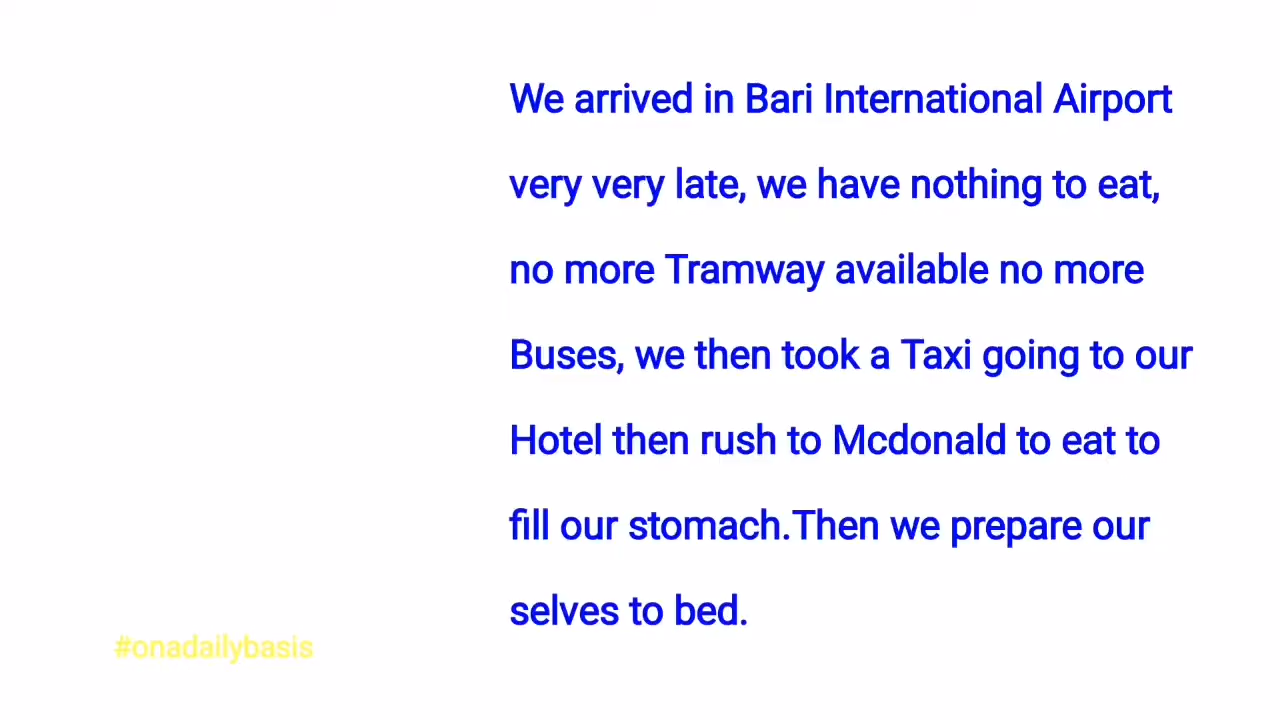 We arrived in Bari International Airport
very very late, we have nothing to eat,
no more Tramway available no more
Buses, we then took a Taxi going to our
Hotel then rush to Mcdonald to eat to
fill our stomach.Then we prepare our
selves to bed.
#onadailybasis